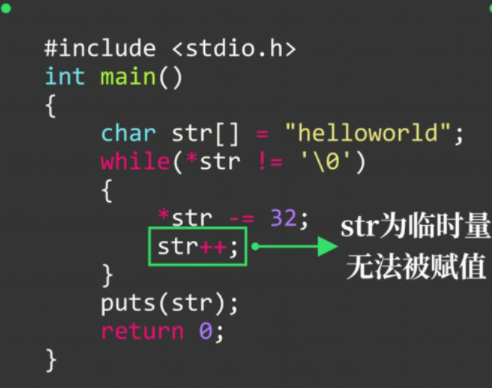 #include <stdio.h>
int main()
{
    char str[] = "helloworld";
    while(*str != '\0')
    {
        *str -= 32;
        str++;
    }
    puts(str);
    return 0;
}
str为临时量
无法被赋值